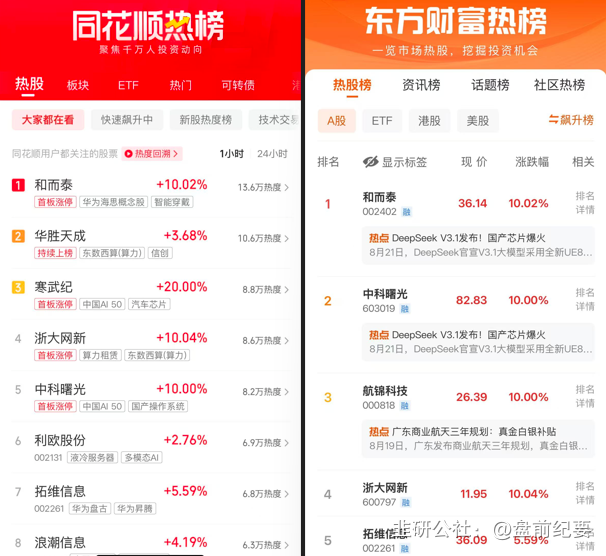 同花顺热榜
聚焦千万人投资动向
热股 板块 ETF 热门 可转债
大家都在看 快速飙升中 新股热度榜 技术交易
同花顺用户都关注的股票 热度回溯 > 1小时 24小时
1 和而泰 +10.02% 13.6万热度 >
首板涨停 华为海思概念股 智能穿戴
2 华胜天成 +3.68% 10.6万热度 >
持续上榜 东数西算(算力) 信创
3 寒武纪 +20.00% 8.8万热度 >
首板涨停 中国AI 50 汽车芯片
4 浙大网新 +10.04% 8.6万热度 >
首板涨停 算力租赁 东数西算(算力)
5 中科曙光 +10.00% 8.2万热度 >
首板涨停 中国AI 50 国产操作系统
6 利欧股份 +2.76% 6.9万热度 >
002131 液冷服务器 多模态AI
7 拓维信息 +5.59% 6.8万热度 >
002261 华为盘古 华为昇腾
8 浪潮信息 +4.19% 6.3万热度 >
东方财富热榜
一览市场热股，挖掘投资机会
热股榜 资讯榜 话题榜 社区热榜
A股 ETF 港股 美股 飙升榜
排名 显示标签 现价 涨跌幅 相关
1 和而泰 36.14 10.02% 排名
002402 融 详情
热点 DeepSeek V3.1发布！国产芯片爆火
8月21日，DeepSeek官宣V3.1大模型采用全新UE8...
2 中科曙光 82.83 10.00% 排名
603019 融 详情
热点 DeepSeek V3.1发布！国产芯片爆火
8月21日，DeepSeek官宣V3.1大模型采用全新UE8...
3 航锦科技 26.39 10.00% 排名
000818 融 详情
热点 广东商业航天三年规划：真金白银补贴
8月19日，广东发布商业航天三年规划，真金白银直...
4 浙大网新 11.95 10.04% 排名
600797 融 详情
5 拓维信息 36.09 5.59% 排名
002261 融 详情
韭研公社：@盘前纪要